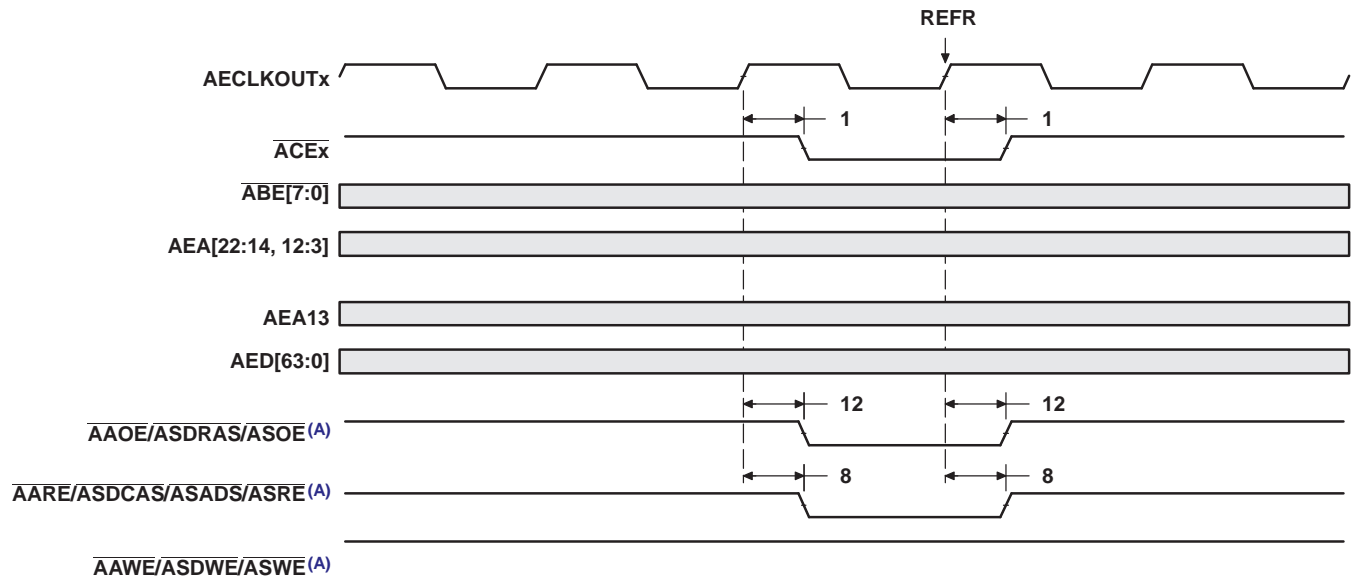 REFR
AECLKOUTx
1 1
ACEx
ABE[7:0]
AEA[22:14, 12:3]
AEA13
AED[63:0]
12 12
AAOE/ASDRAS/ASOE(A)
8 8
AARE/ASDCAS/ASADS/ASRE(A)
AAWE/ASDWE/ASWE(A)